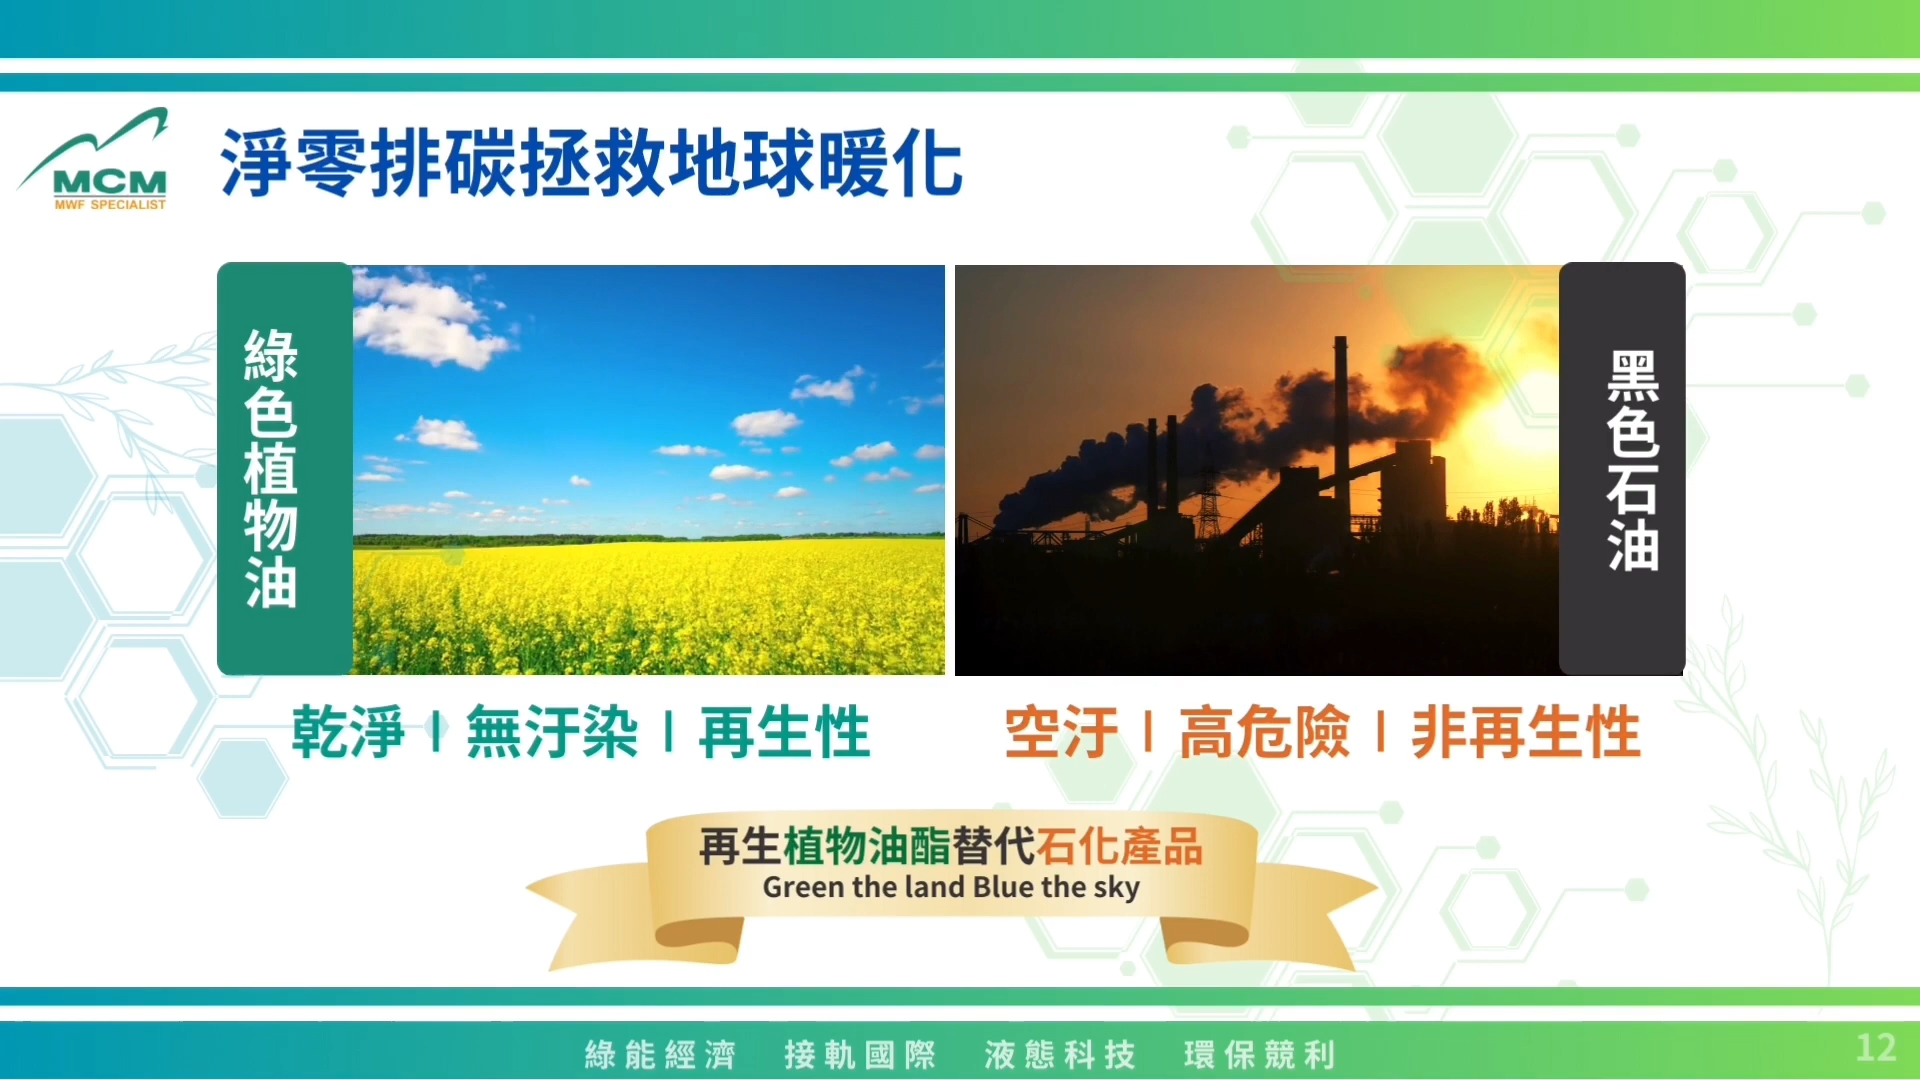 MCM
MWF SPECIALIST
淨零排碳拯救地球暖化
綠色植物油
黑色石油
乾淨 | 無汙染 | 再生性
空汙 | 高危險 | 非再生性
再生植物油酯替代石化產品
Green the land Blue the sky
綠能經濟 接軌國際 液態科技 環保競利
12